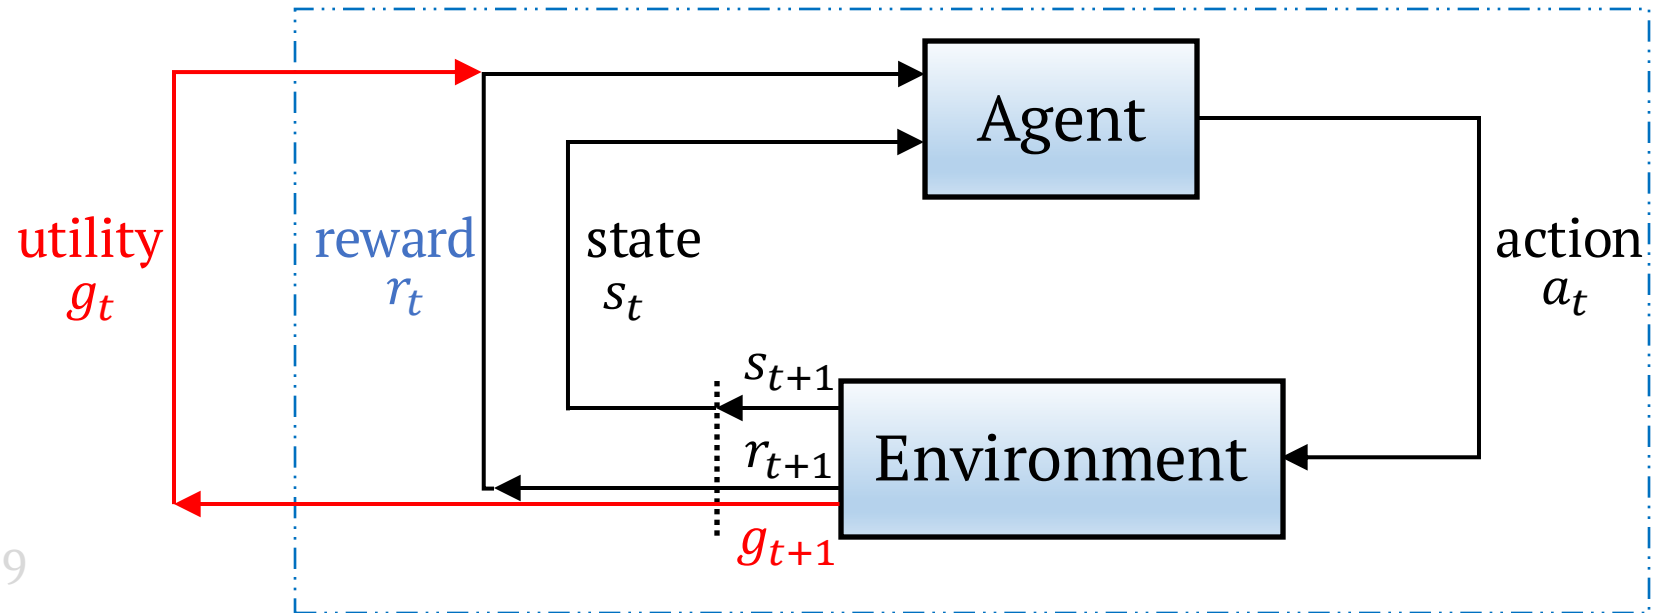 Agent
utility
g_t
reward
r_t
state
s_t
action
a_t
s_{t+1}
r_{t+1}
Environment
g_{t+1}
9